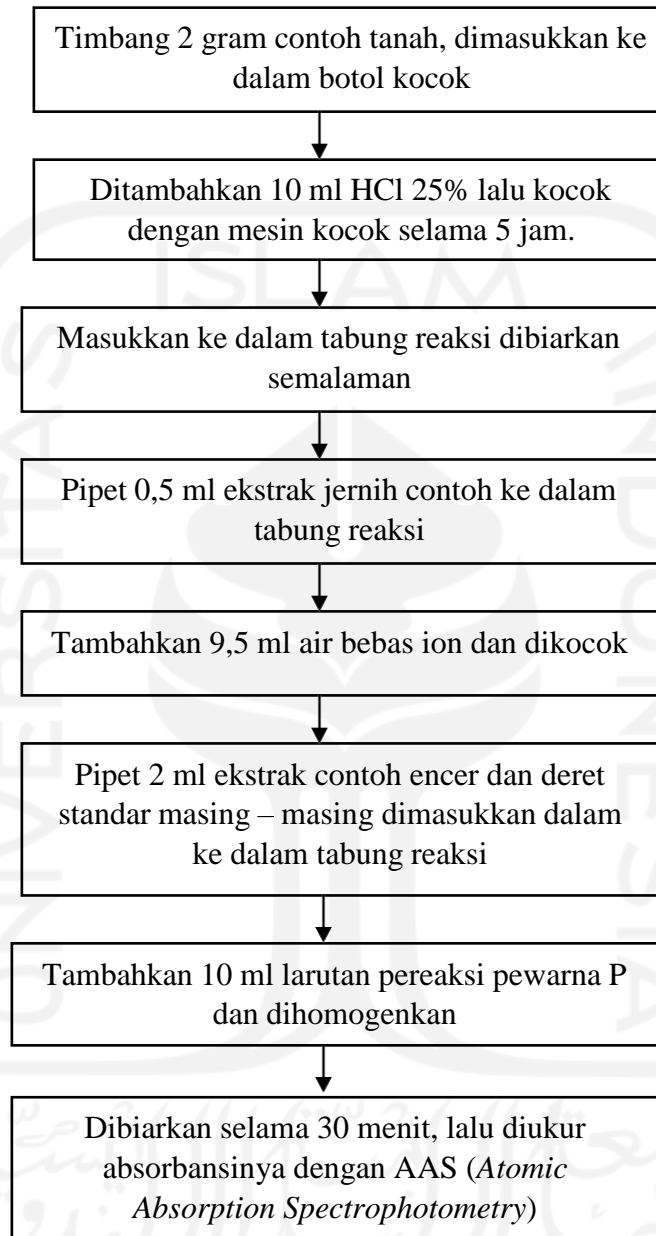 Timbang 2 gram contoh tanah, dimasukkan ke
dalam botol kocok
Ditambahkan 10 ml HCl 25% lalu kocok
dengan mesin kocok selama 5 jam.
Masukkan ke dalam tabung reaksi dibiarkan
semalaman
Pipet 0,5 ml ekstrak jernih contoh ke dalam
tabung reaksi
Tambahkan 9,5 ml air bebas ion dan dikocok
Pipet 2 ml ekstrak contoh encer dan deret
standar masing – masing dimasukkan dalam
ke dalam tabung reaksi
Tambahkan 10 ml larutan pereaksi pewarna P
dan dihomogenkan
Dibiarkan selama 30 menit, lalu diukur
absorbansinya dengan AAS (Atomic
Absorption Spectrophotometry)
ISLAM
UNIVERSITAS
INDONESIA